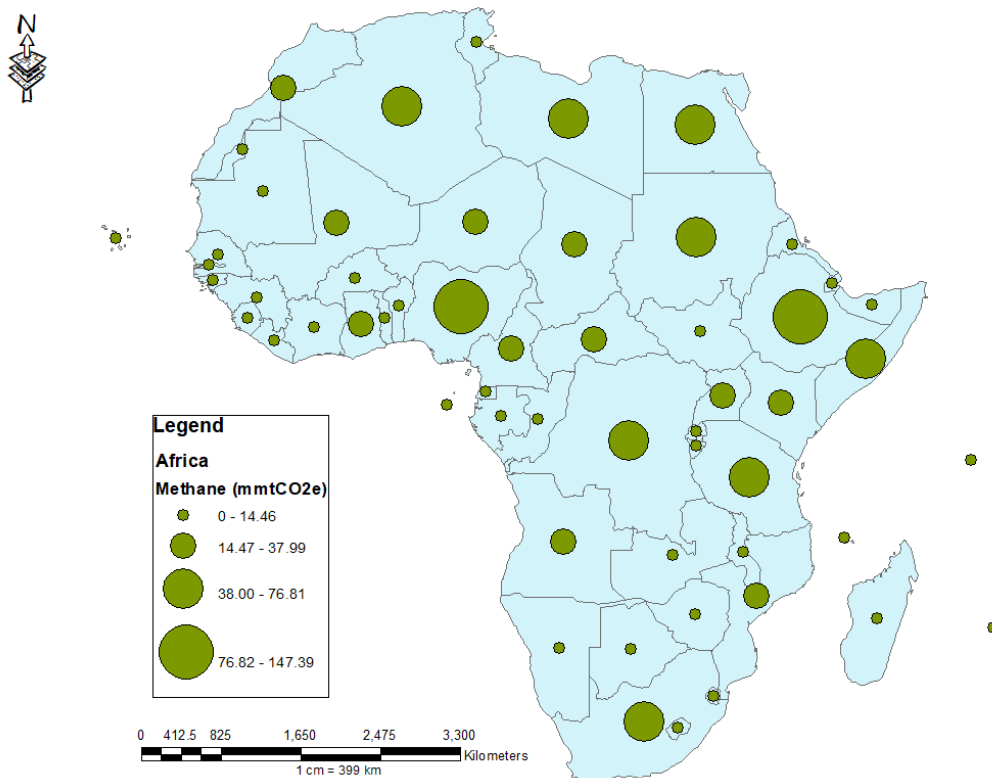 N
Legend
Africa
Methane (mmtCO2e)
0 - 14.46
14.47 - 37.99
38.00 - 76.81
76.82 - 147.39
0 412.5 825 1,650 2,475 3,300
Kilometers
1 cm = 399 km